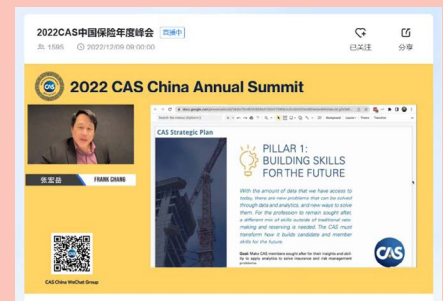 2022CAS中国保险年度峰会 直播中
1595 2022/12/09 09:00:00
已关注 分享
2022 CAS China Annual Summit
CAS Strategic Plan
PILLAR 1:
BUILDING SKILLS
FOR THE FUTURE
With the amount of data that we have access to
today, there are new problems that can be solved
through data and analytics, and new ways to solve
them. For the profession to remain sought after,
a different mix of skills outside of traditional
making and reserving is needed. The CAS must
transform how it builds candidate and member
skills for the future.
Goal: Make CAS members sought after for their insights and
to apply analytics to solve insurance and risk management
problems.
CAS
张宏岳 FRANK CHANG
CAS China WeChat Group